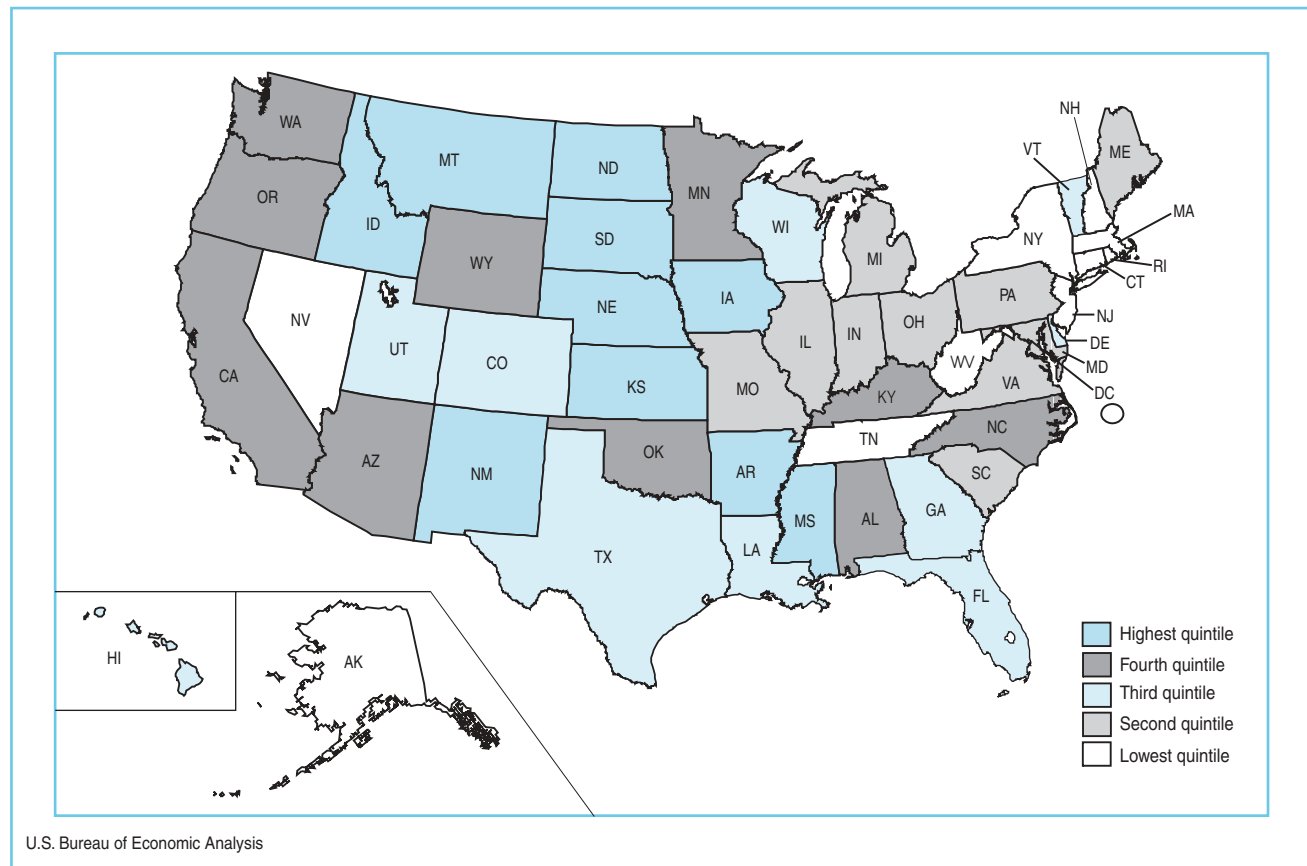 NH
ME
VT
WA
MT
ND
MN
OR
ID
SD
WI
MA
NY
MI
WY
RI
CT
IA
PA
NE
NJ
NV
OH
IL
IN
DE
UT
CO
WV
MD
VA
CA
KS
MO
DC
KY
NC
TN
AZ
OK
NM
AR
SC
MS
AL
GA
TX
LA
FL
HI
AK
Highest quintile
Fourth quintile
Third quintile
Second quintile
Lowest quintile
U.S. Bureau of Economic Analysis